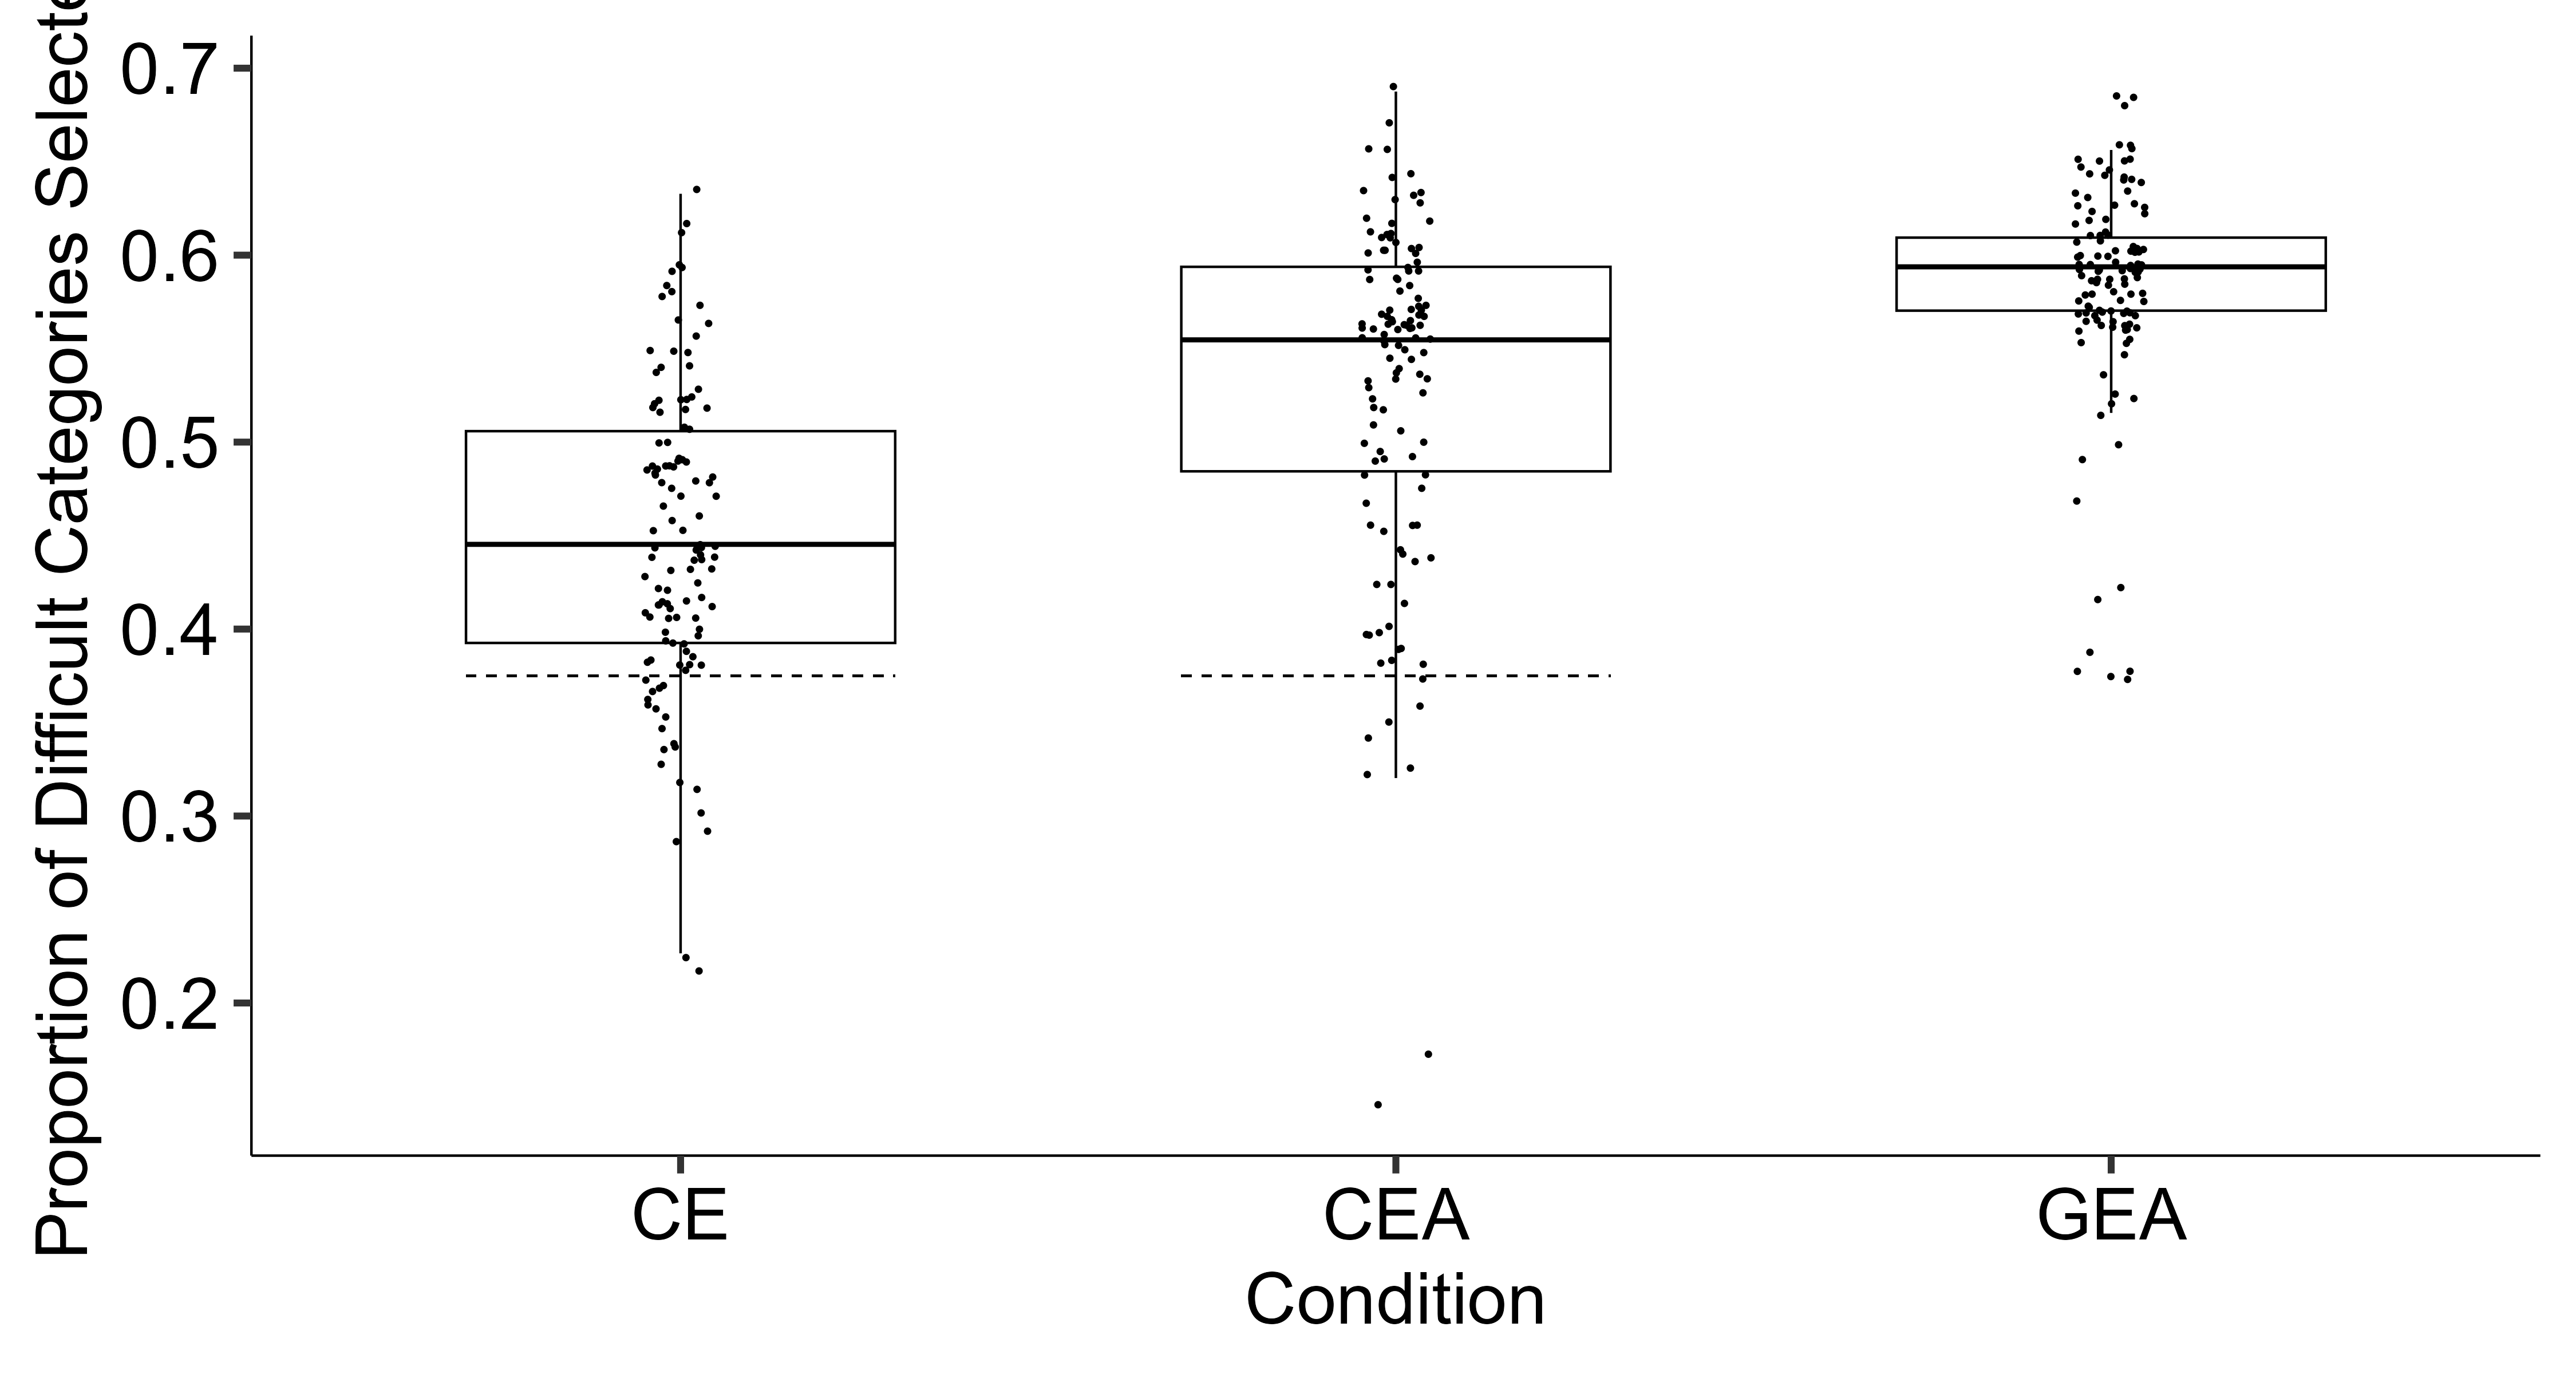 Proportion of Difficult Categories Selecte
0.7
0.6
0.5
0.4
0.3
0.2
CE CEA GEA
Condition